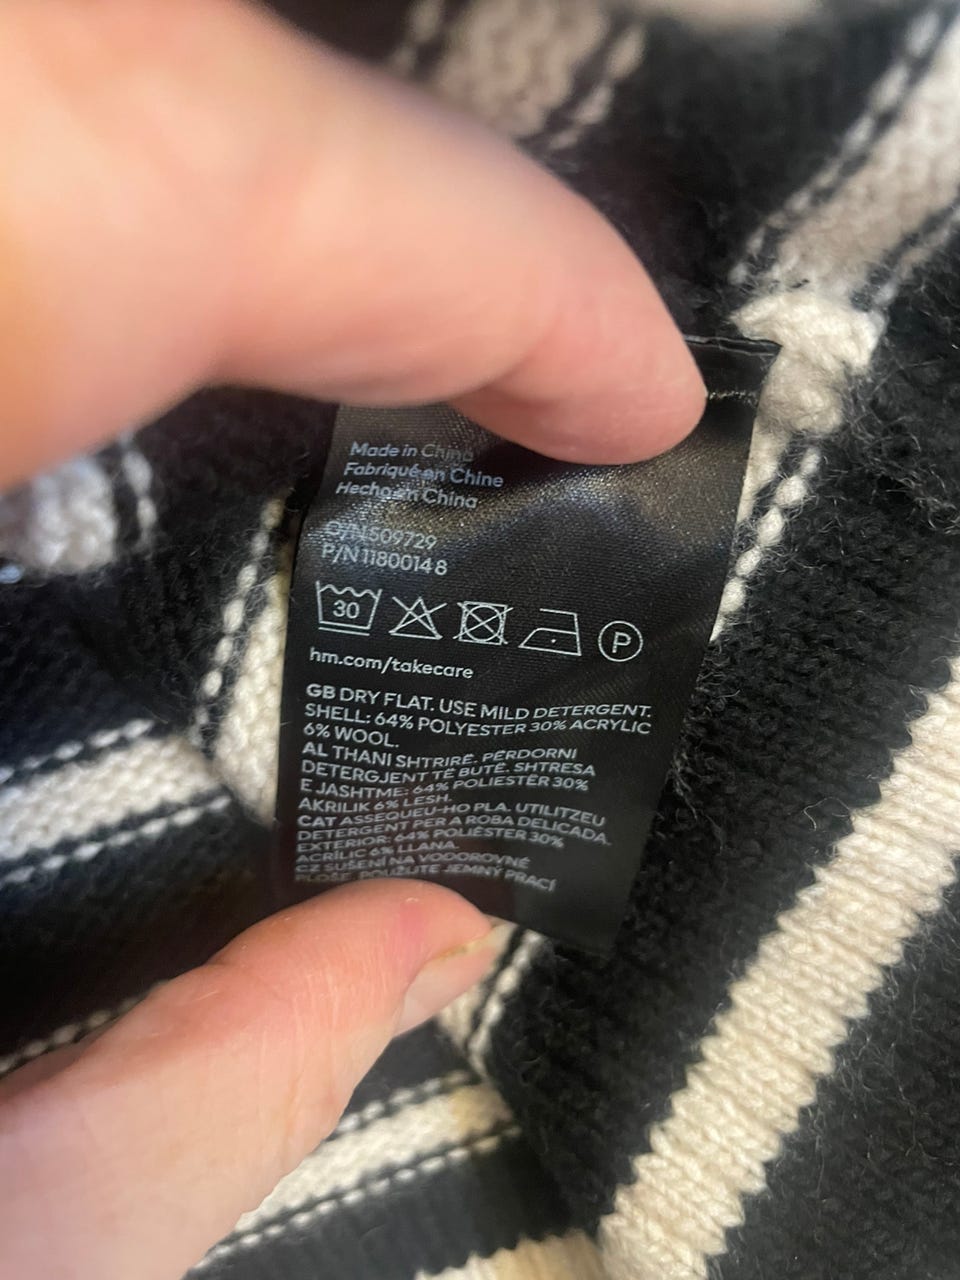 Made in China
Fabriqué en Chine
Hecho en China
O/N 509729
P/N 11800148
30
P
hm.com/takecare
GB DRY FLAT. USE MILD DETERGENT.
SHELL: 64% POLYESTER 30% ACRYLIC
6% WOOL.
AL THANI SHTRIRË. PËRDORNI
DETERGJENT TË BUTË. SHTRESA
E JASHTME: 64% POLIESTËR 30%
AKRILIK 6% LESH.
CAT ASSEQUEU-HO PLA. UTILITZEU
DETERGENT PER A ROBA DELICADA.
EXTERIOR: 64% POLIÈSTER 30%
ACRÍLIC 6% LLANA.
CZ SUŠENÍ NA VODOROVNÉ
PLOŠE. POUŽIJTE JEMNÝ PRACÍ